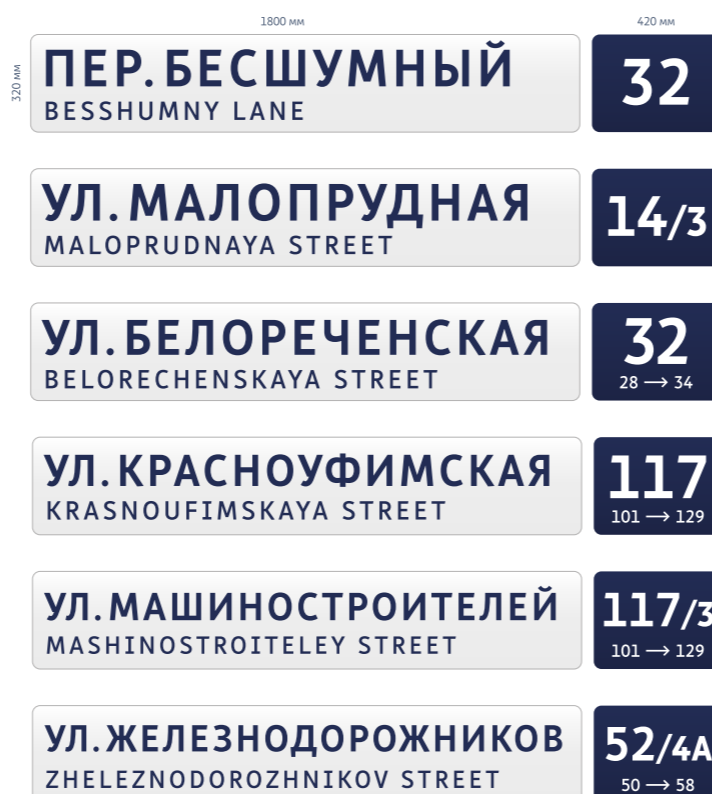 1800 мм
420 мм
320 мм
ПЕР. БЕСШУМНЫЙ
BESSHUMNY LANE
32
УЛ. МАЛОПРУДНАЯ
MALOPRUDNAYA STREET
14/3
УЛ. БЕЛОРЕЧЕНСКАЯ
BELORECHENSKAYA STREET
32
28 → 34
УЛ. КРАСНОУФИМСКАЯ
KRASNOUFIMSKAYA STREET
117
101 → 129
УЛ. МАШИНОСТРОИТЕЛЕЙ
MASHINOSTROITELEY STREET
117/3
101 → 129
УЛ. ЖЕЛЕЗНОДОРОЖНИКОВ
ZHELEZNODOROZHNIKOV STREET
52/4А
50 → 58